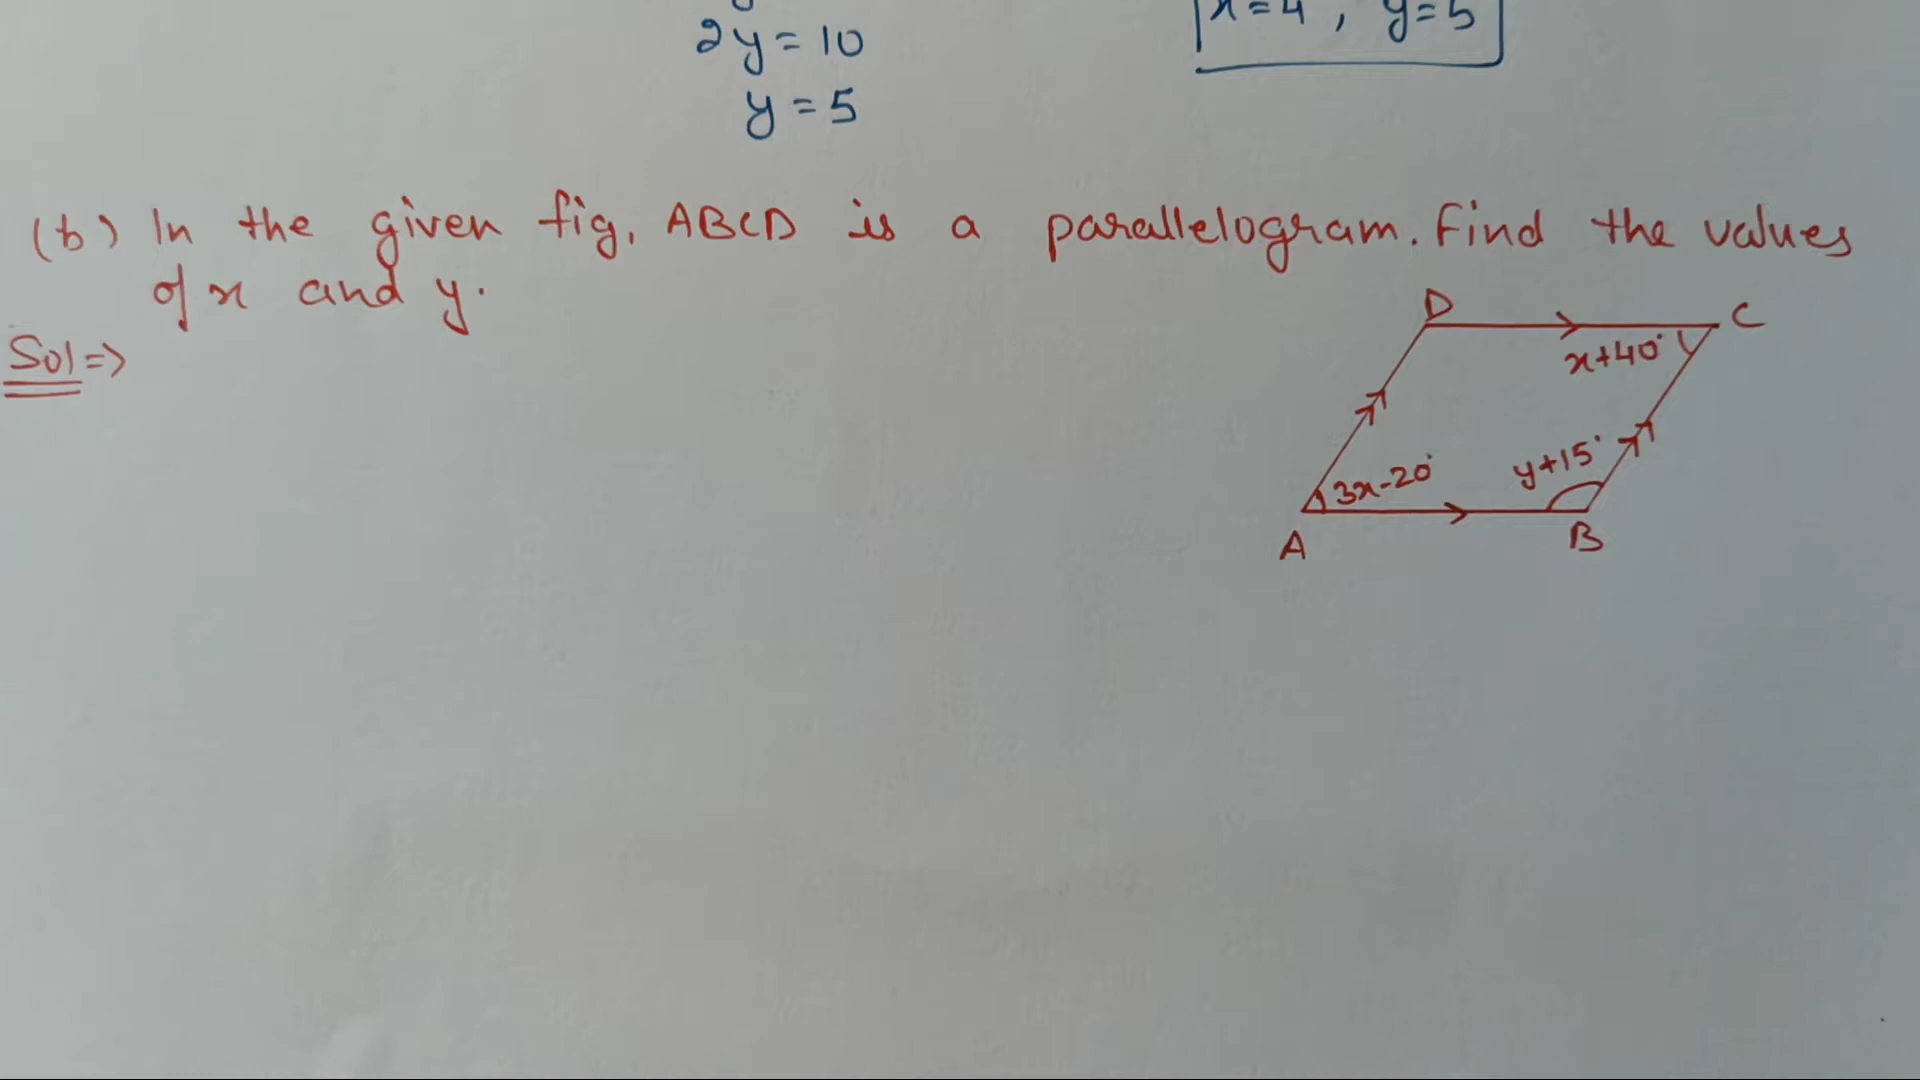 2y = 10
x = 4 , y = 5
y = 5
(b) In the given fig, ABCD is a parallelogram. Find the values
of x and y.
Sol =>
D
C
x+40°
y+15°
3x-20°
A
B